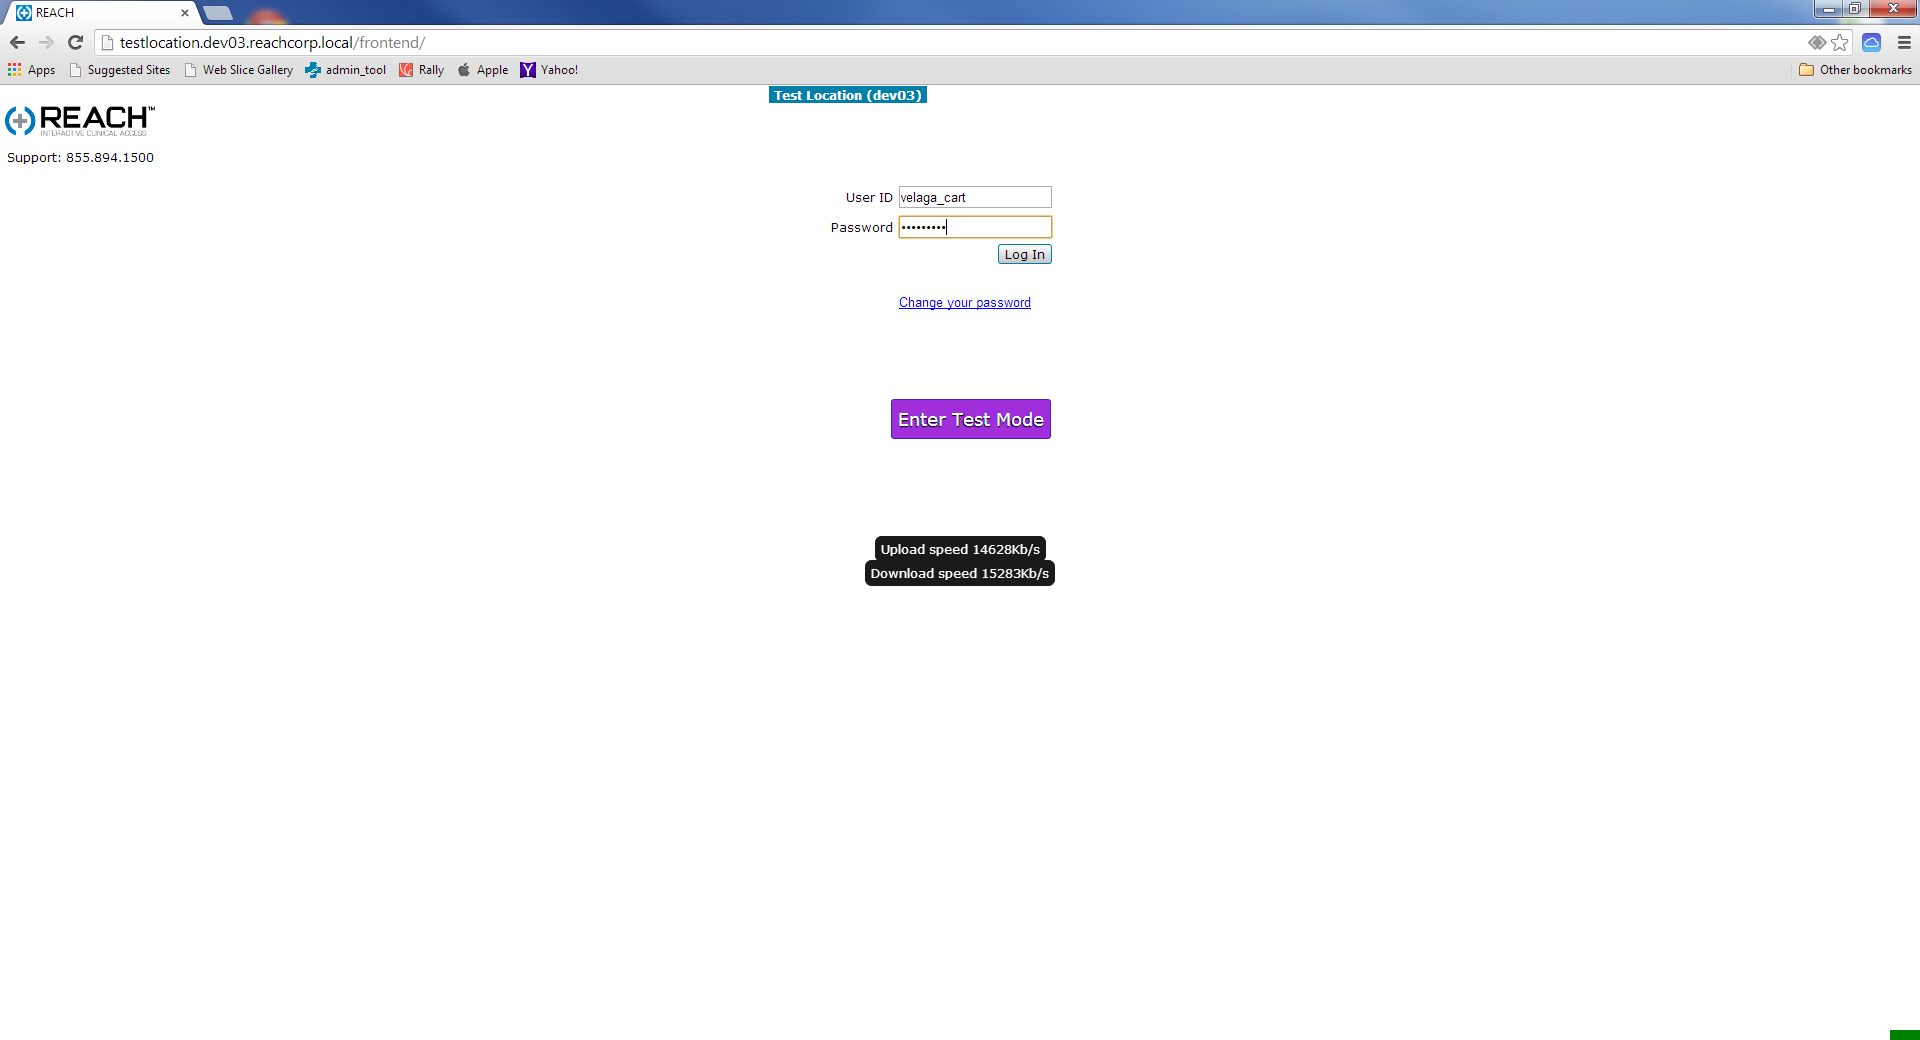 REACH
testlocation.dev03.reachcorp.local/frontend/
Apps Suggested Sites Web Slice Gallery admin_tool Rally Apple Yahoo! Other bookmarks
Test Location (dev03)
REACH™
INTERACTIVE CLINICAL ACCESS
Support: 855.894.1500
User ID velaga_cart
Password •••••••••
Log In
Change your password
Enter Test Mode
Upload speed 14628Kb/s
Download speed 15283Kb/s